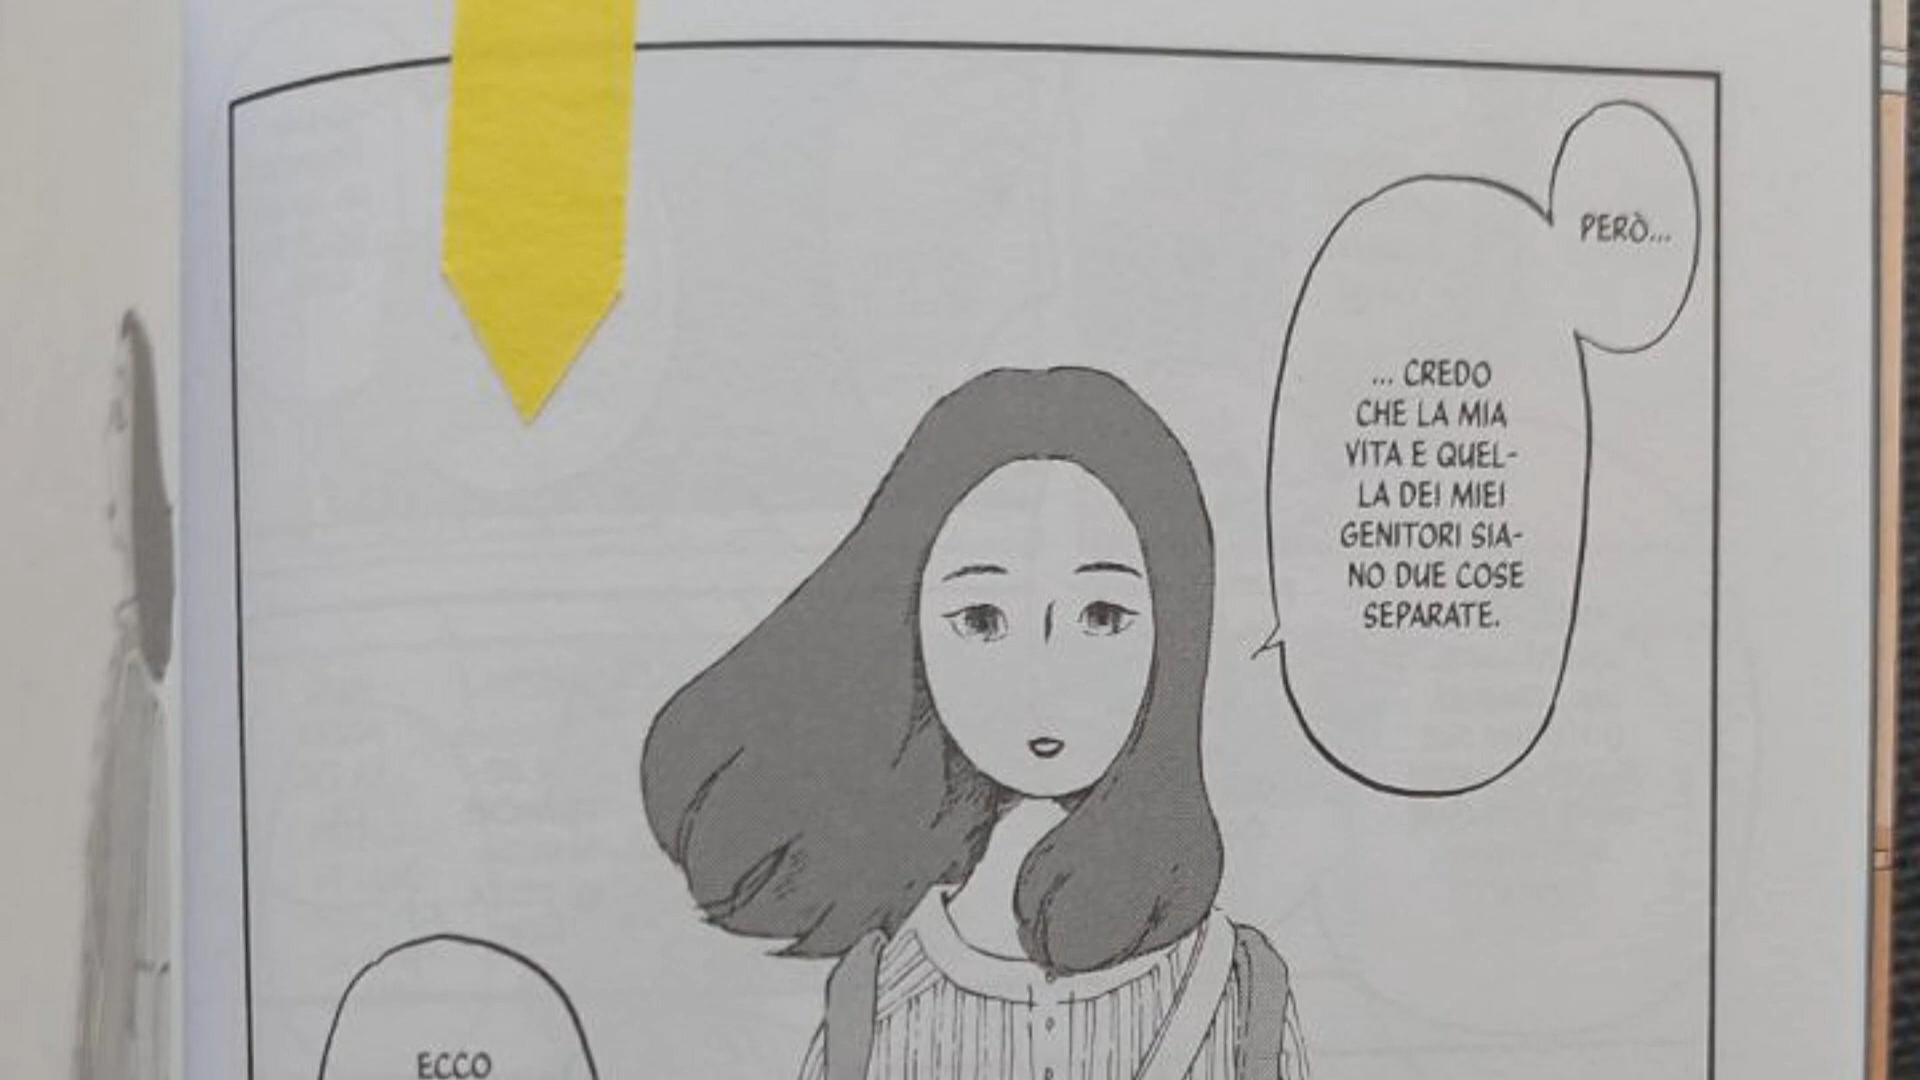 PERÒ...
... CREDO
CHE LA MIA
VITA E QUEL-
LA DEI MIEI
GENITORI SIA-
NO DUE COSE
SEPARATE.
ECCO